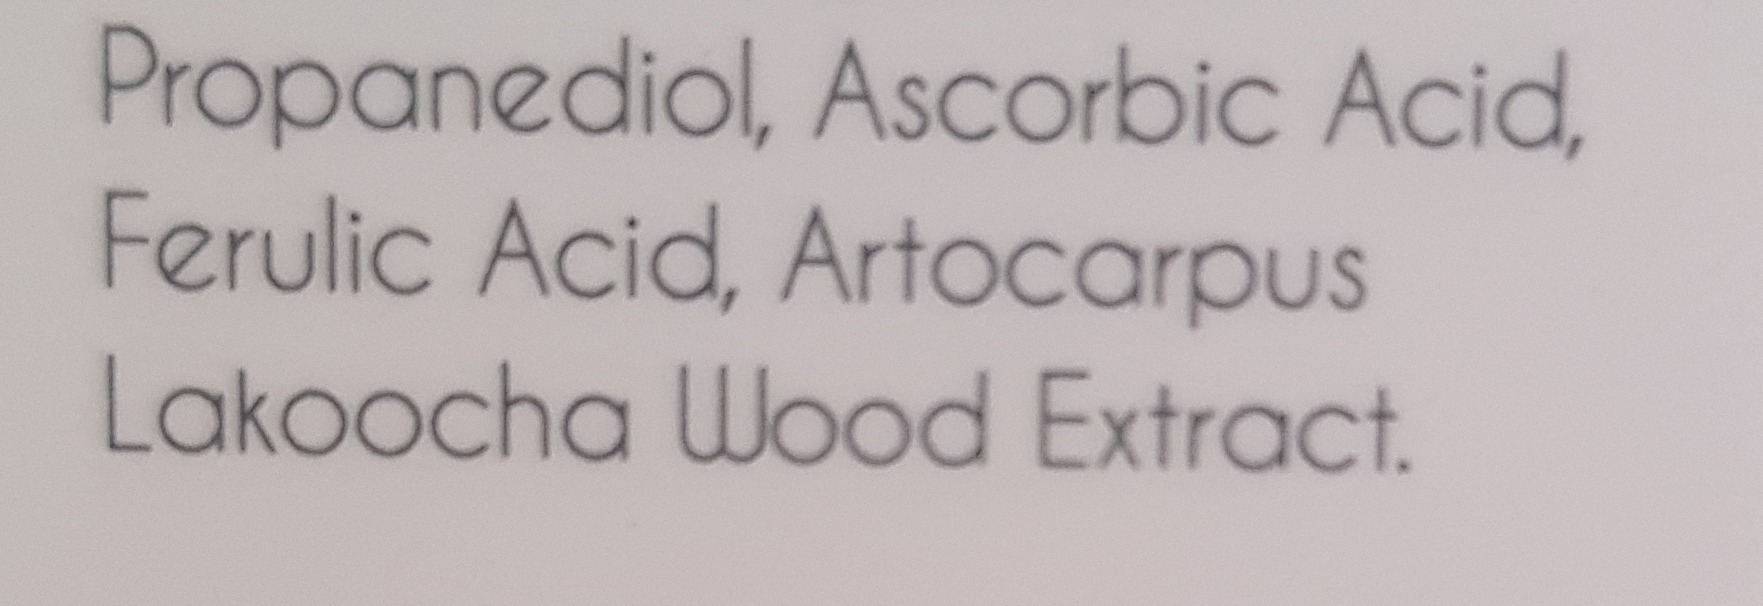 Propanediol, Ascorbic Acid,
Ferulic Acid, Artocarpus
Lakoocha Wood Extract.